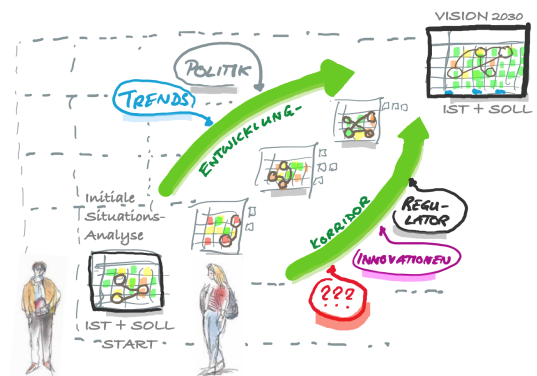 VISION 2030
IST + SOLL
POLITIK
TRENDS
ENTWICKLUNG-
KORRIDOR
REGU-
LATOR
INNOVATIONEN
???
Initiale
Situations-
Analyse
IST + SOLL
START